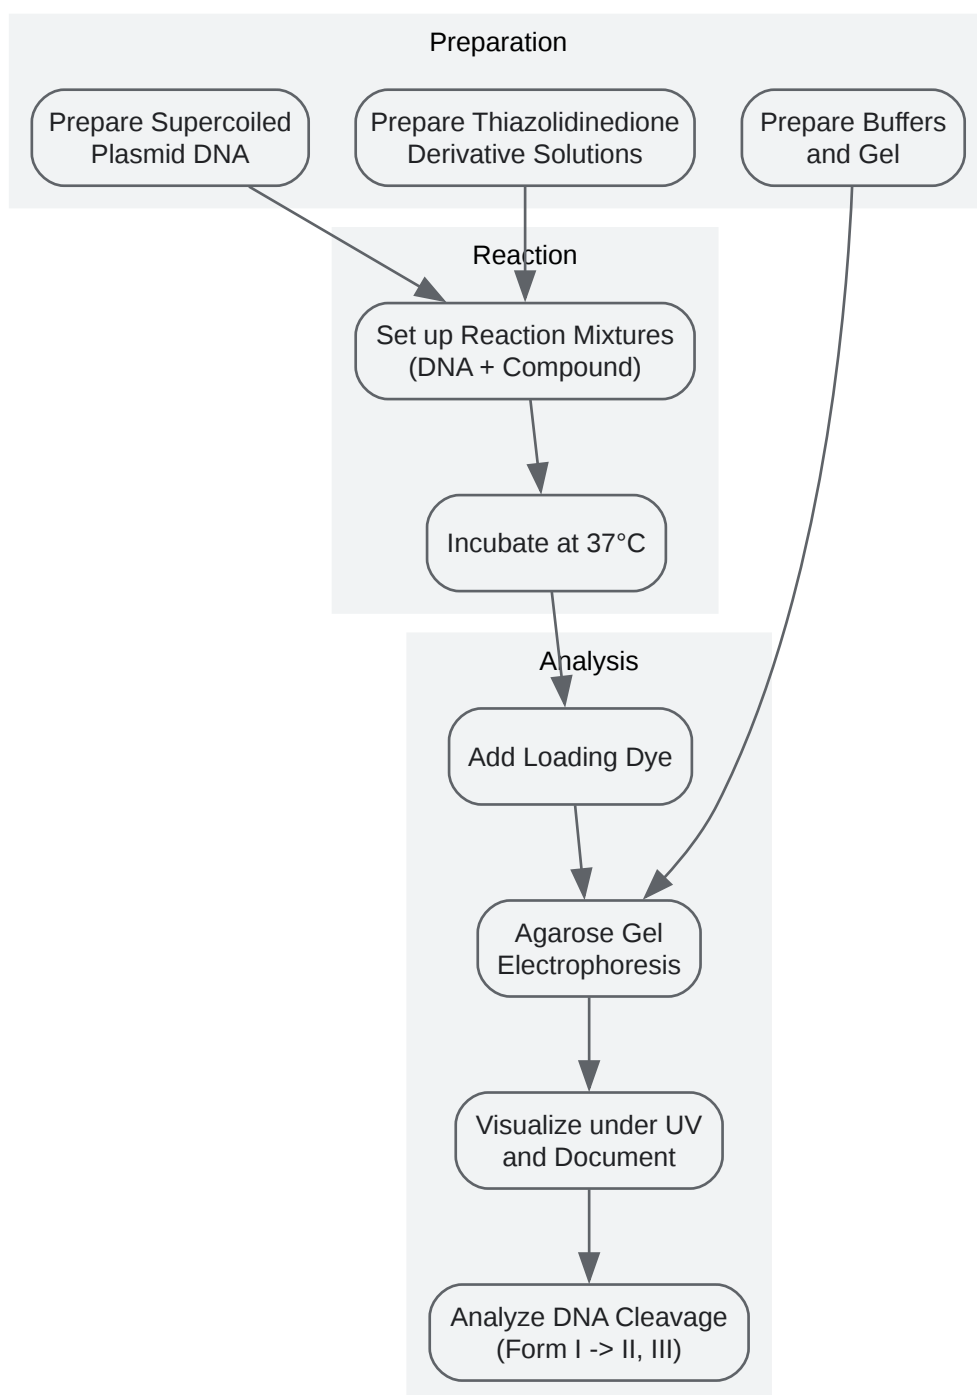 Preparation
Prepare Supercoiled
Plasmid DNA
Prepare Thiazolidinedione
Derivative Solutions
Prepare Buffers
and Gel
Reaction
Set up Reaction Mixtures
(DNA + Compound)
Incubate at 37°C
Analysis
Add Loading Dye
Agarose Gel
Electrophoresis
Visualize under UV
and Document
Analyze DNA Cleavage
(Form I -> II, III)